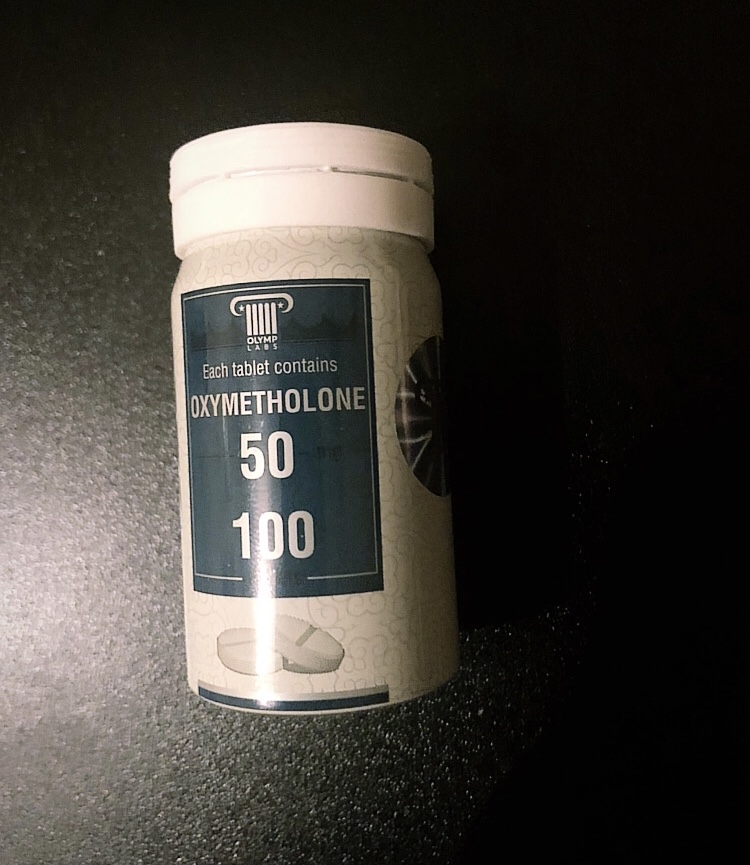 OLYMP
LABS
Each tablet contains
OXYMETHOLONE
50
100